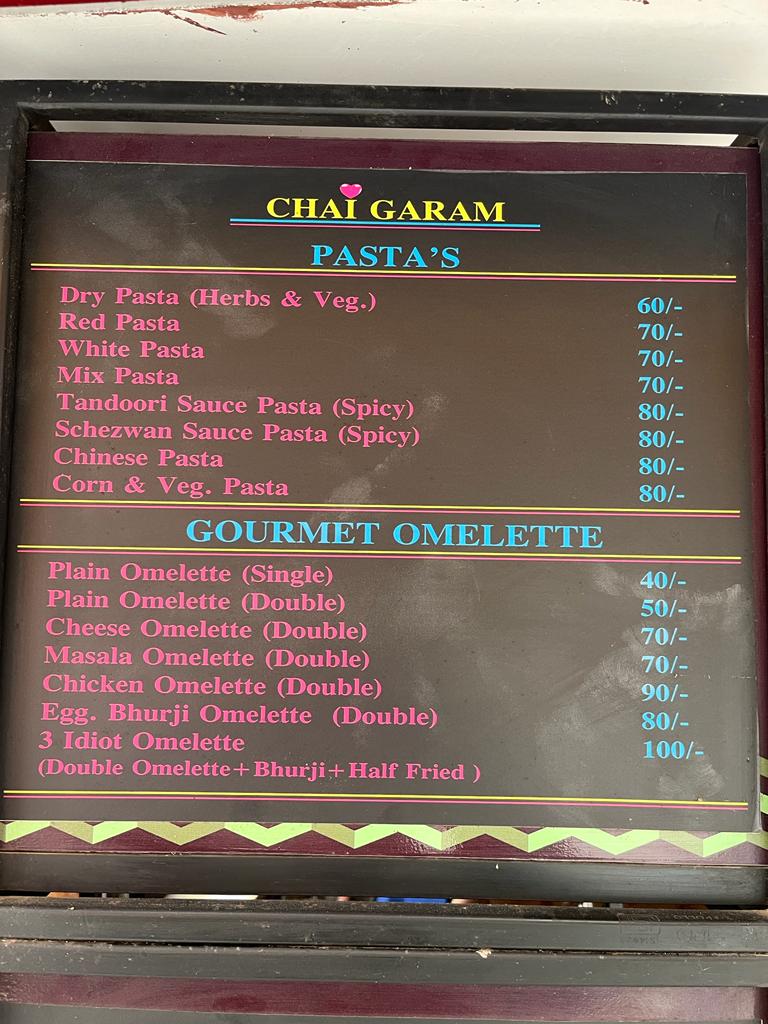 CHAI GARAM
PASTA'S
Dry Pasta (Herbs & Veg.) 60/-
Red Pasta 70/-
White Pasta 70/-
Mix Pasta 70/-
Tandoori Sauce Pasta (Spicy) 80/-
Schezwan Sauce Pasta (Spicy) 80/-
Chinese Pasta 80/-
Corn & Veg. Pasta 80/-
GOURMET OMELETTE
Plain Omelette (Single) 40/-
Plain Omelette (Double) 50/-
Cheese Omelette (Double) 70/-
Masala Omelette (Double) 70/-
Chicken Omelette (Double) 90/-
Egg. Bhurji Omelette (Double) 80/-
3 Idiot Omelette 100/-
(Double Omelette+Bhurji+Half Fried )